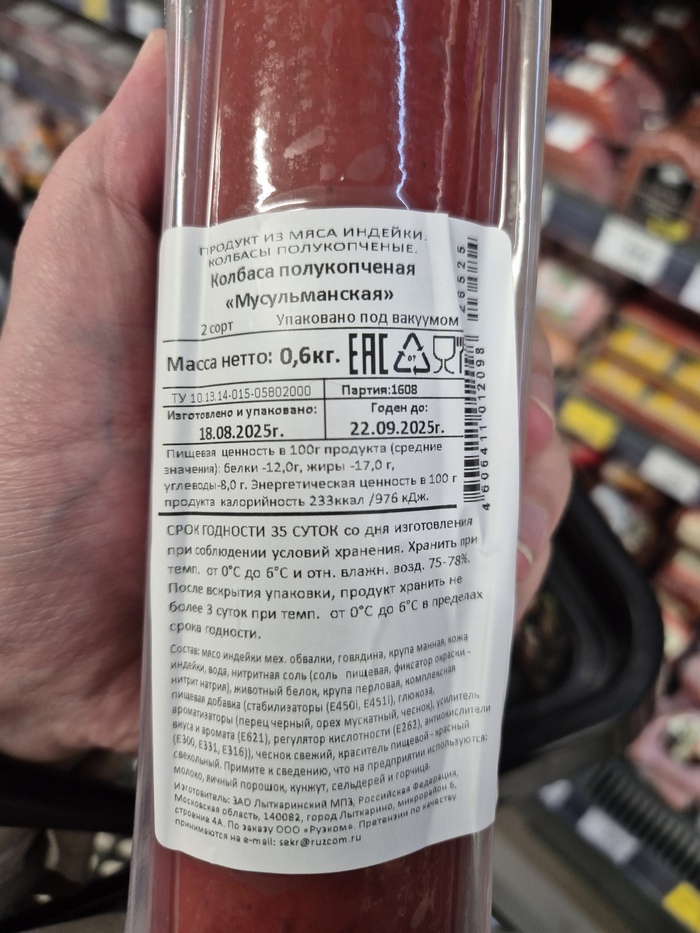 ПРОДУКТ ИЗ МЯСА ИНДЕЙКИ.
КОЛБАСЫ ПОЛУКОПЧЕНЫЕ.
Колбаса полукопченая
«Мусульманская»
2 сорт Упаковано под вакуумом
Масса нетто: 0,6кг. ЕАС 07
ТУ 10.13.14-015-05802000 Партия:1608
Изготовлено и упаковано: Годен до:
18.08.2025г. 22.09.2025г.
Пищевая ценность в 100г продукта (средние
значения): белки -12,0г, жиры -17,0 г,
углеводы-8,0 г. Энергетическая ценность в 100 г
продукта калорийность 233ккал /976 кДж.
СРОК ГОДНОСТИ 35 СУТОК со дня изготовления
при соблюдении условий хранения. Хранить при
темп. от 0°С до 6°С и отн. влажн. возд. 75-78%.
После вскрытия упаковки, продукт хранить не
более 3 суток при темп. от 0°С до 6°С в пределах
срока годности.
Состав: мясо индейки мех. обвалки, говядина, крупа манная, кожа
индейки, вода, нитритная соль (соль пищевая, фиксатор окраски -
нитрит натрия), животный белок, крупа перловая, комплексная
пищевая добавка (стабилизаторы (Е450i, Е451i), глюкоза,
ароматизаторы (перец черный, орех мускатный, чеснок), усилитель
вкуса и аромата (Е621), регулятор кислотности (Е262), антиокислители
(Е300, Е331, Е316)), чеснок свежий, краситель пищевой - красный
свекольный. Примите к сведению, что на предприятии используются:
молоко, яичный порошок, кунжут, сельдерей и горчица.
Изготовитель: ЗАО Лыткаринский МПЗ, Российская Федерация,
Московская область, 140082, город Лыткарино, микрорайон 6,
строение 4А. По заказу ООО «Рузком». Претензии по качеству
принимаются на e-mail: sekr@ruzcom.ru
4 606411 012098
26525